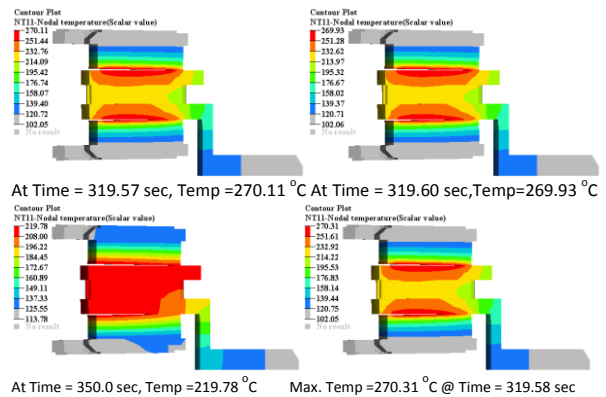 Contour Plot
NT11-Nodal temperature(Scalar value)
270.11
251.44
232.76
214.09
195.42
176.74
158.07
139.40
120.72
102.05
No result
At Time = 319.57 sec, Temp =270.11 °C
Contour Plot
NT11-Nodal temperature(Scalar value)
269.93
251.28
232.62
213.97
195.32
176.67
158.02
139.37
120.71
102.06
No result
At Time = 319.60 sec,Temp=269.93 °C
Contour Plot
NT11-Nodal temperature(Scalar value)
219.78
208.00
196.22
184.45
172.67
160.89
149.11
137.33
125.55
113.78
No result
At Time = 350.0 sec, Temp =219.78 °C
Contour Plot
NT11-Nodal temperature(Scalar value)
270.31
251.61
232.92
214.22
195.53
176.83
158.14
139.44
120.75
102.05
No result
Max. Temp =270.31 °C @ Time = 319.58 sec